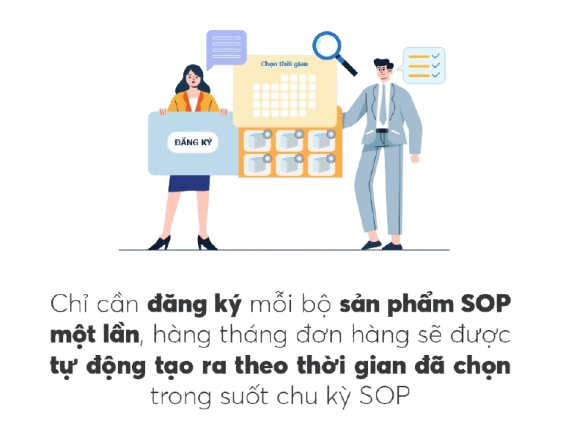 Chọn thời gian
ĐĂNG KÝ
Chỉ cần đăng ký mỗi bộ sản phẩm SOP
một lần, hàng tháng đơn hàng sẽ được
tự động tạo ra theo thời gian đã chọn
trong suốt chu kỳ SOP